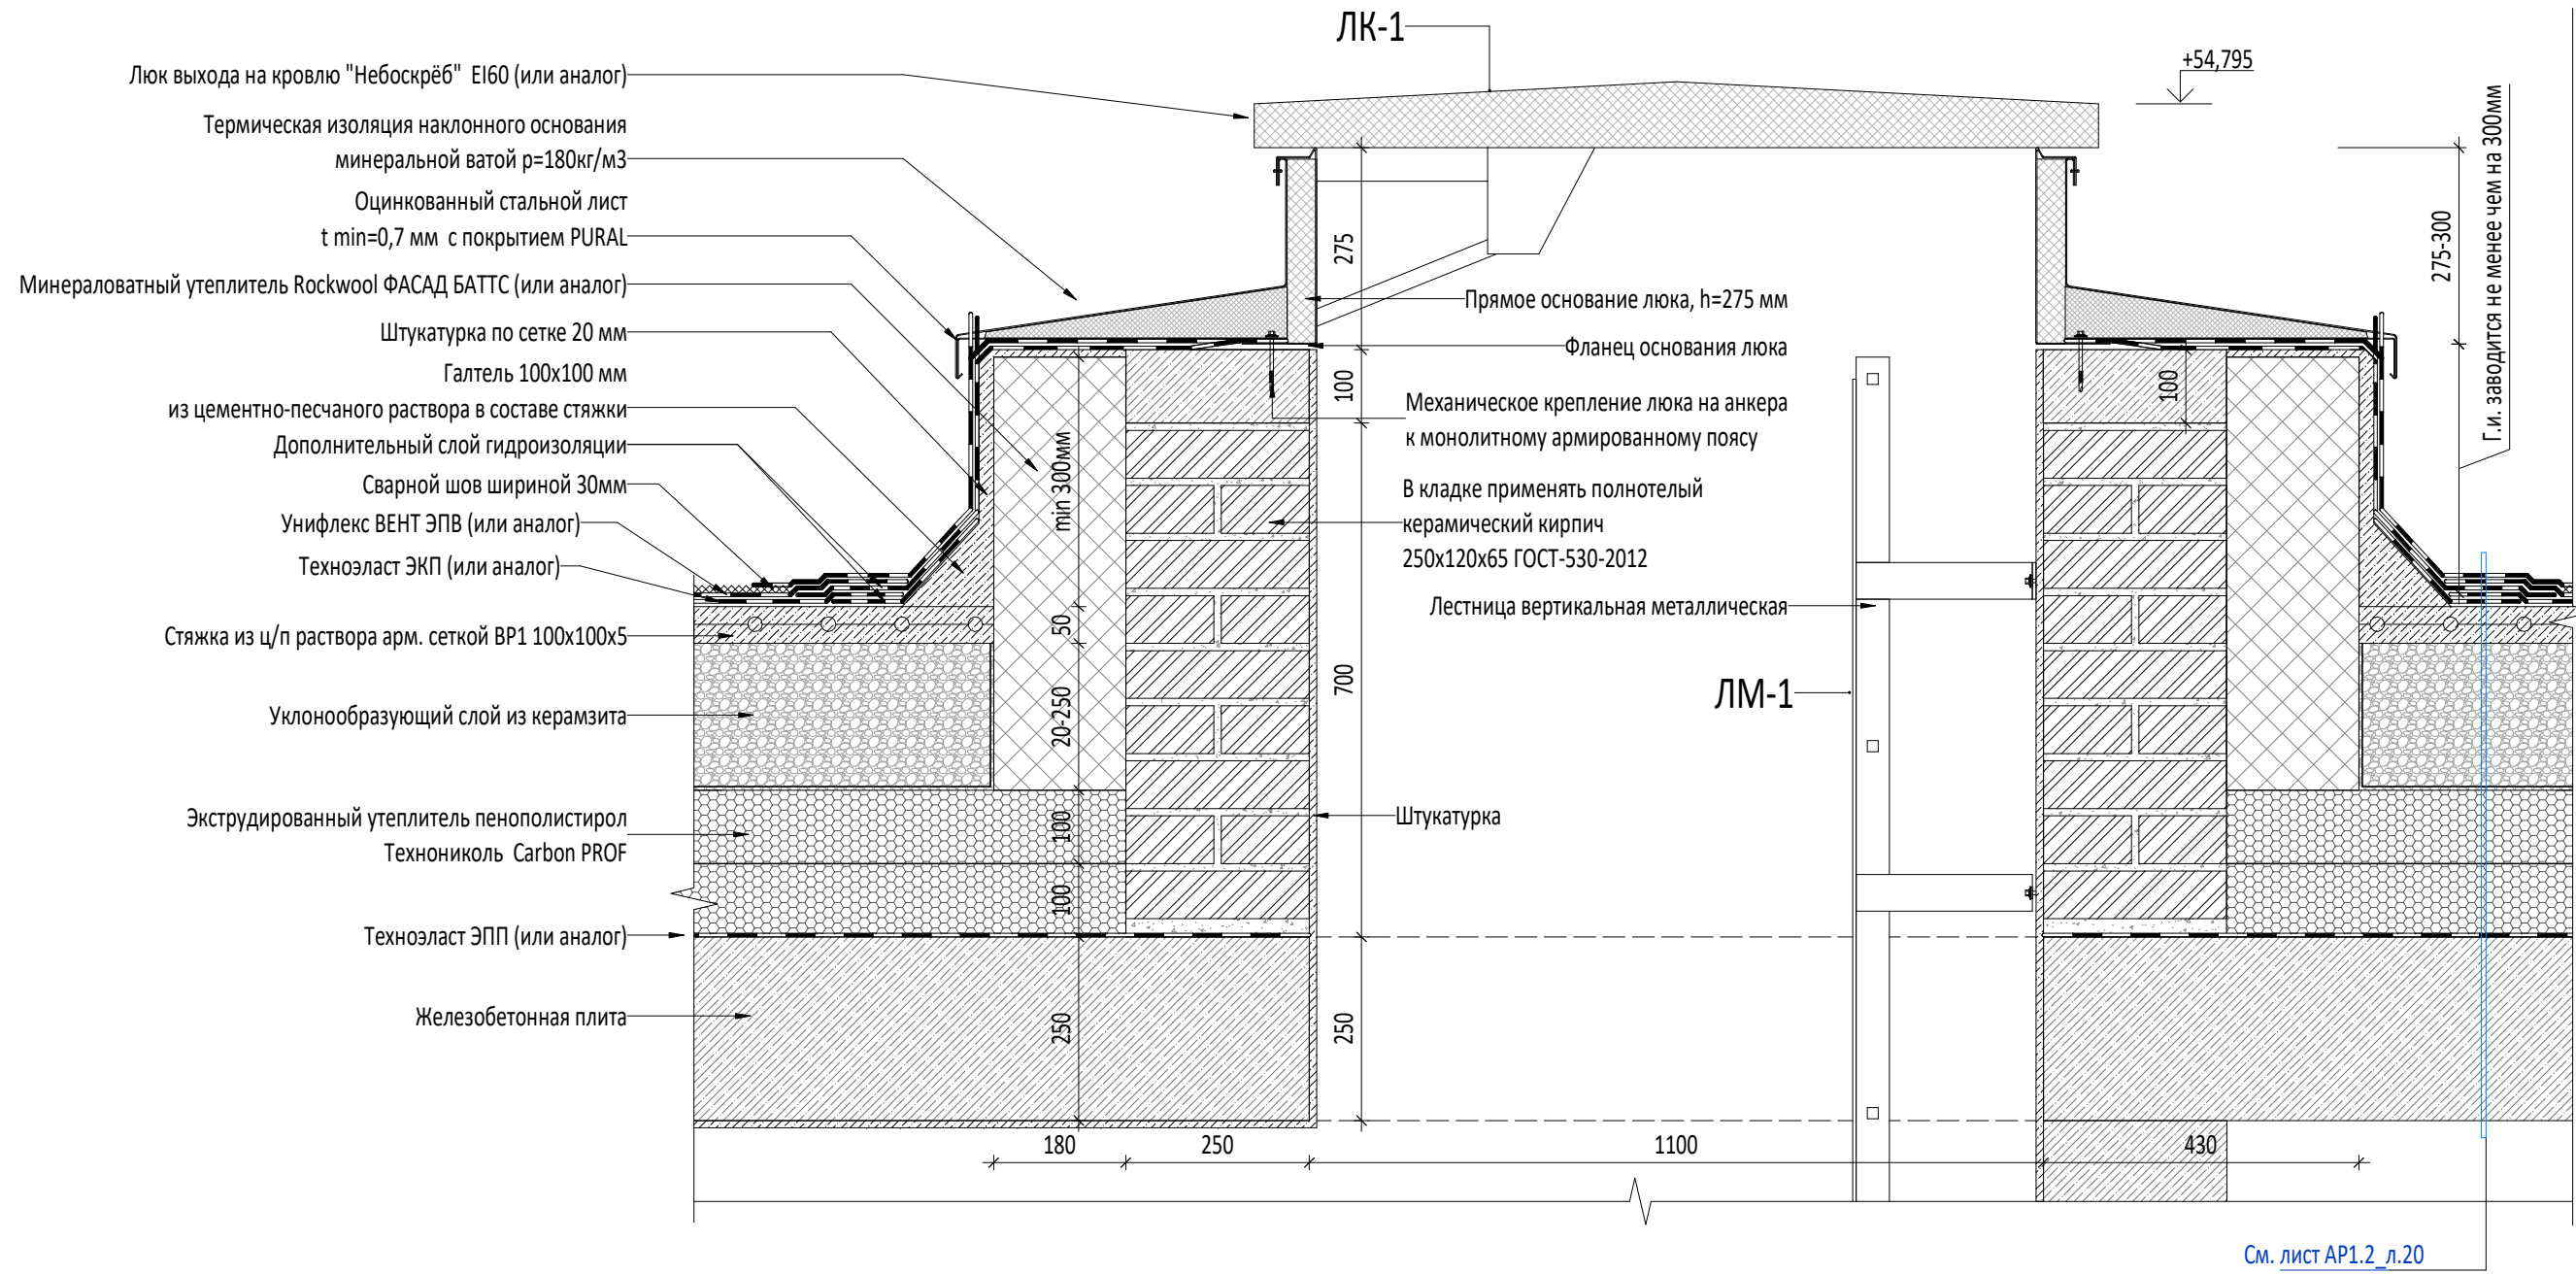 ЛК-1
+54,795
Люк выхода на кровлю "Небоскрёб" EI60 (или аналог)
Термическая изоляция наклонного основания
минеральной ватой р=180кг/м3
Оцинкованный стальной лист
t min=0,7 мм с покрытием PURAL
Минераловатный утеплитель Rockwool ФАСАД БАТТС (или аналог)
Штукатурка по сетке 20 мм
Галтель 100х100 мм
из цементно-песчаного раствора в составе стяжки
Дополнительный слой гидроизоляции
Сварной шов шириной 30мм
Унифлекс ВЕНТ ЭПВ (или аналог)
Техноэласт ЭКП (или аналог)
Стяжка из ц/п раствора арм. сеткой ВР1 100х100х5
Уклонообразующий слой из керамзита
Экструдированный утеплитель пенополистирол
Технониколь Carbon PROF
Техноэласт ЭПП (или аналог)
Железобетонная плита
min 300мм
50
20-250
100
100
250
275
100
700
250
Прямое основание люка, h=275 мм
Фланец основания люка
Механическое крепление люка на анкера
к монолитному армированному поясу
В кладке применять полнотелый
керамический кирпич
250х120х65 ГОСТ-530-2012
Лестница вертикальная металлическая
ЛМ-1
Штукатурка
100
275-300
Г.и. заводится не менее чем на 300мм
180
250
1100
430
См. лист АР1.2_л.20